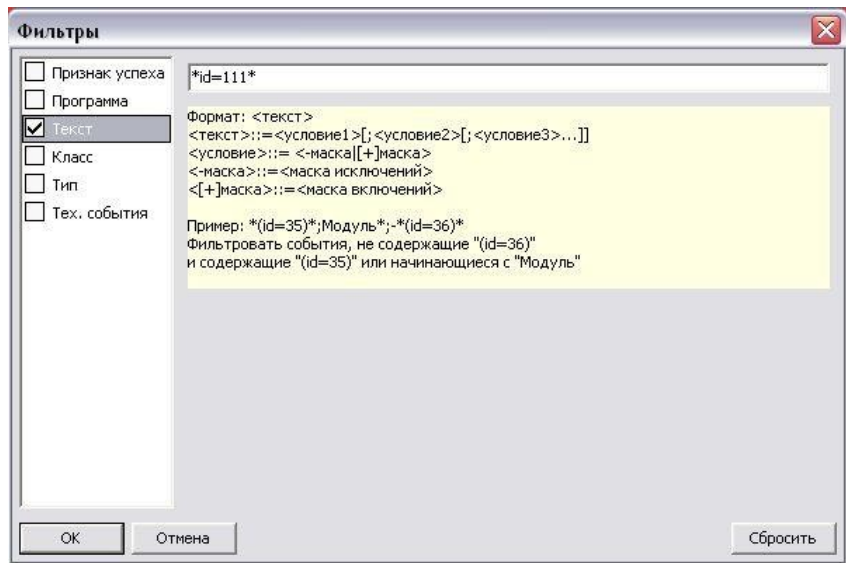 Фильтры
Признак успеха
Программа
Текст
Класс
Тип
Тех. события
*id=111*
Формат: <текст>
<текст>::=<условие1>[;<условие2>[;<условие3>...]]
<условие>::= <-маска|[+]маска>
<-маска>::=<маска исключений>
<[+]маска>::=<маска включений>
Пример: *(id=35)*;Модуль*;-*(id=36)*
Фильтровать события, не содержащие "(id=36)"
и содержащие "(id=35)" или начинающиеся с "Модуль"
OK
Отмена
Сбросить